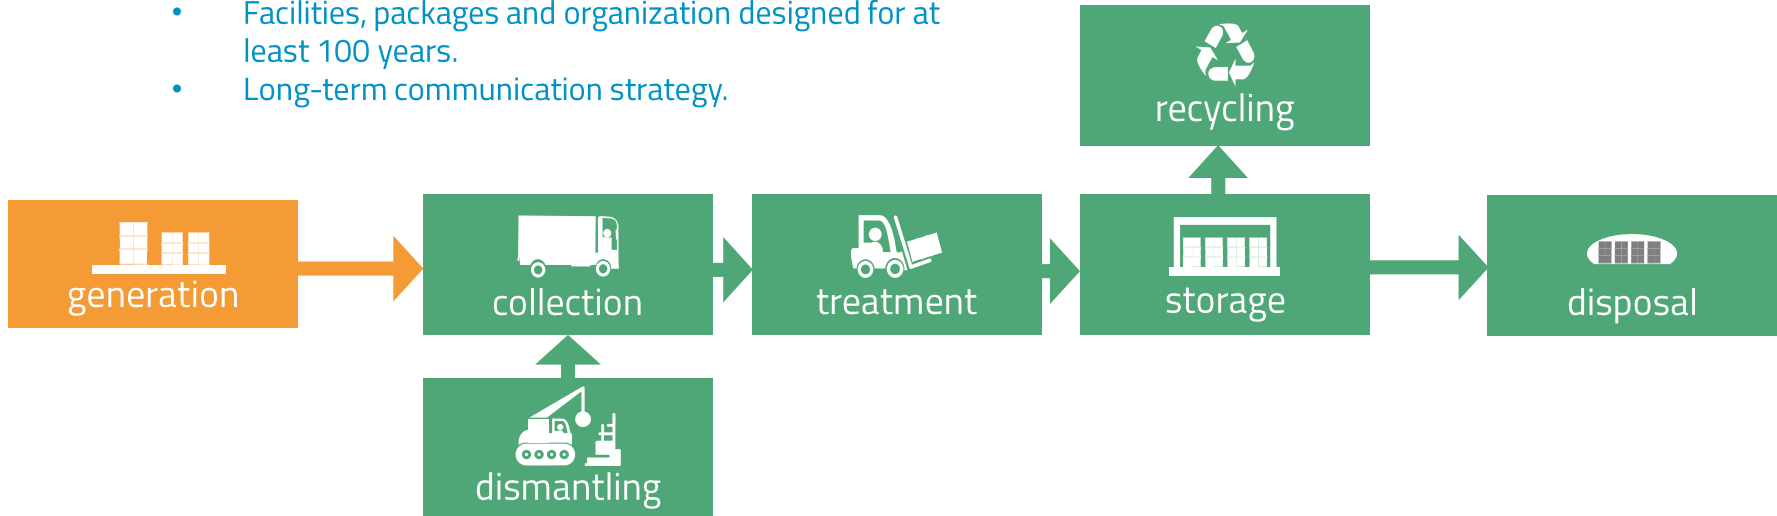 • Facilities, packages and organization designed for at
least 100 years.
• Long-term communication strategy.
recycling
generation
collection
treatment
storage
disposal
dismantling